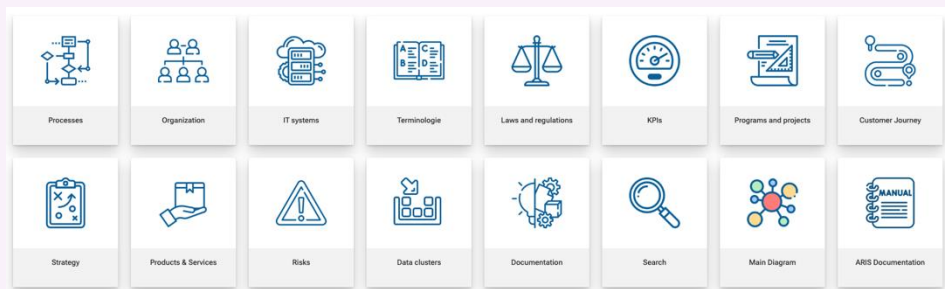 Processes
Organization
IT systems
A C
B D
Terminologie
Laws and regulations
KPIs
Programs and projects
Customer Journey
Strategy
Products & Services
Risks
Data clusters
Documentation
Search
Main Diagram
MANUAL
ARIS Documentation